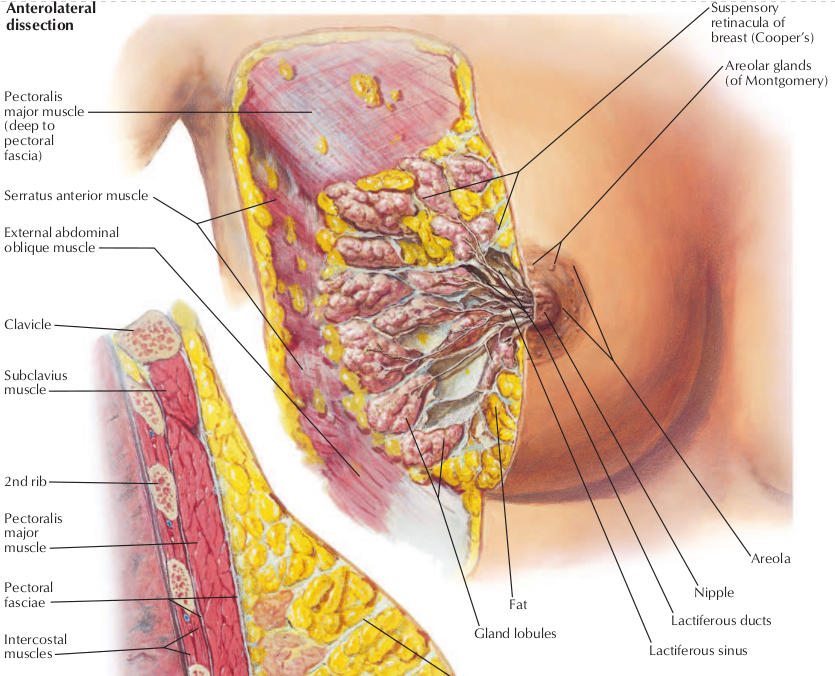 Anterolateral
dissection
Suspensory
retinacula of
breast (Cooper's)
Areolar glands
(of Montgomery)
Pectoralis
major muscle
(deep to
pectoral
fascia)
Serratus anterior muscle
External abdominal
oblique muscle
Clavicle
Subclavius
muscle
2nd rib
Pectoralis
major
muscle
Pectoral
fasciae
Intercostal
muscles
Areola
Nipple
Fat
Lactiferous ducts
Gland lobules
Lactiferous sinus